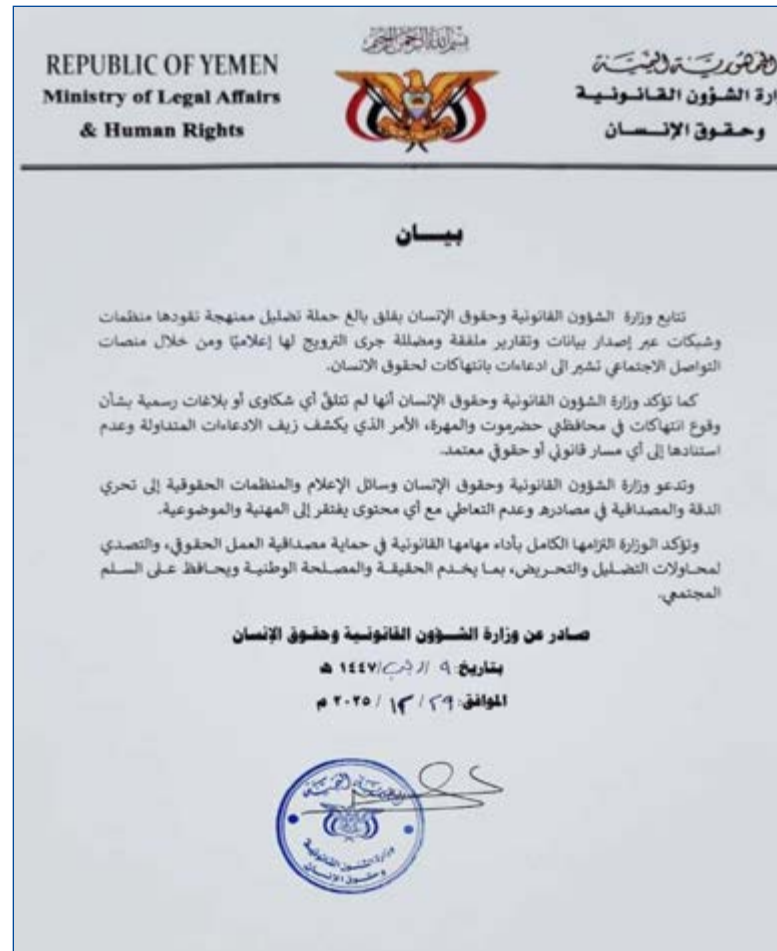 REPUBLIC OF YEMEN
Ministry of Legal Affairs
& Human Rights
بسم الله الرحمن الرحيم
ارة الشؤون القانونية
وحقوق الإنسان
بيان
تتابع وزارة الشؤون القانونية وحقوق الإنسان بقلق بالغ حملة تضليل ممنهجة تقودها منظمات
وشبكات عبر إصدار بيانات وتقارير ملفقة ومضللة جرى الترويج لها إعلاميًا ومن خلال منصات
التواصل الاجتماعي تشير الى ادعاءات بانتهاكات لحقوق الانسان.
كما تؤكد وزارة الشؤون القانونية وحقوق الإنسان أنها لم تتلقَ أي شكاوى أو بلاغات رسمية بشأن
وقوع انتهاكات في محافظتي حضرموت والمهرة، الأمر الذي يكشف زيف الادعاءات المتداولة وعدم
استنادها إلى أي مسار قانوني أو حقوقي معتمد.
وتدعو وزارة الشؤون القانونية وحقوق الإنسان وسائل الإعلام والمنظمات الحقوقية إلى تحري
الدقة والمصداقية في مصادره وعدم التعاطي مع أي محتوى يفتقر إلى المهنية والموضوعية.
وتؤكد الوزارة التزامها الكامل بأداء مهامها القانونية في حماية مصداقية العمل الحقوقي، والتصدي
لمحاولات التضليل والتحريض، بما يخدم الحقيقة والمصلحة الوطنية ويحافظ على السلم
المجتمعي.
صادر عن وزارة الشؤون القانونية وحقوق الإنسان
بتاريخ: ٩ / رجب / ١٤٤٧ هـ
الموافق: ٢٩ / ١٢ / ٢٠٢٥ م
الجمهورية اليمنية
وزارة الشئون القانونية
وحقوق الإنسان